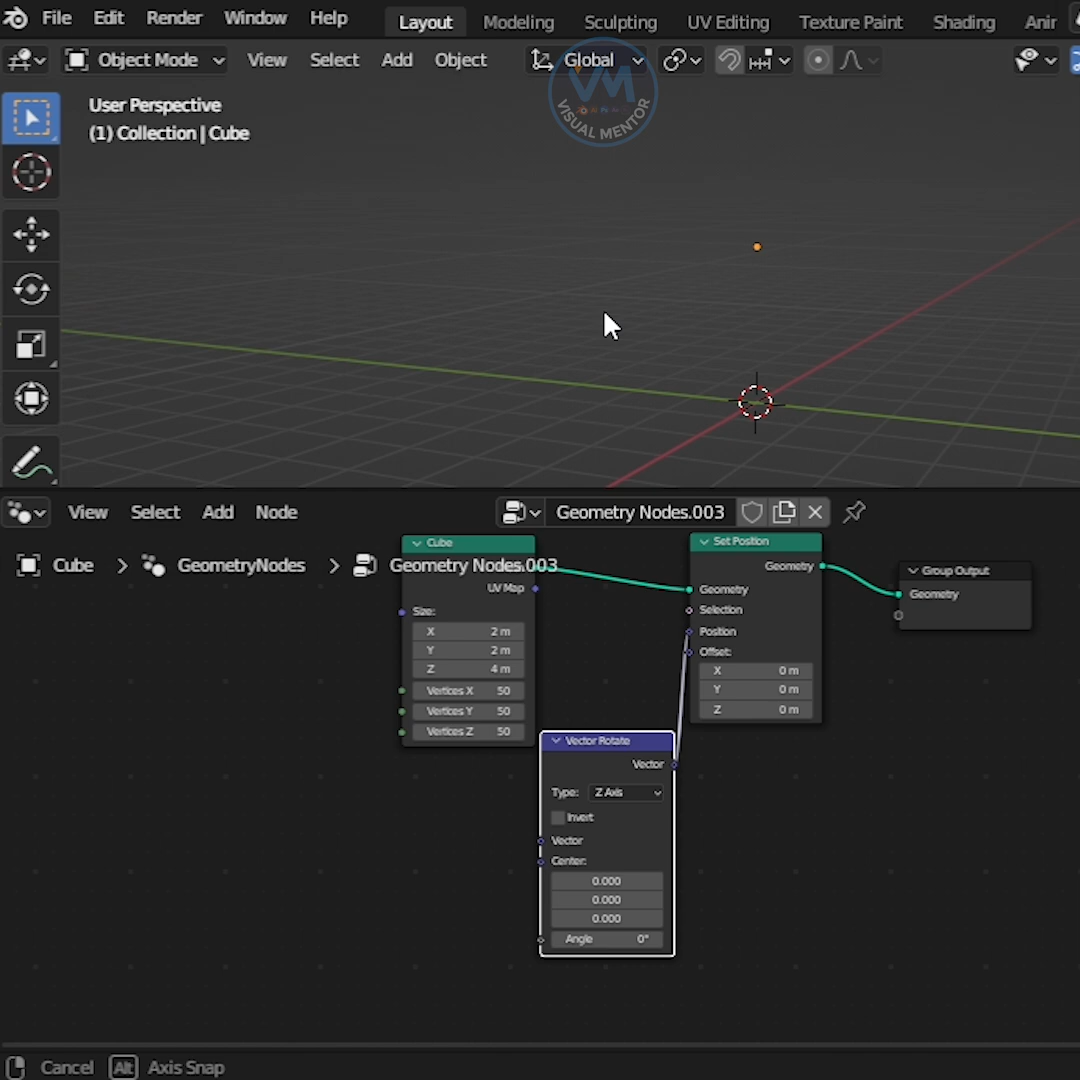 File Edit Render Window Help Layout Modeling Sculpting UV Editing Texture Paint Shading Anir
Object Mode View Select Add Object Global
VM
VISUAL MENTOR
User Perspective
(1) Collection | Cube
View Select Add Node Geometry Nodes.003
Cube > GeometryNodes > Geometry Nodes.003
Cube
UV Map
Size:
X 2 m
Y 2 m
Z 4 m
Vertices X 50
Vertices Y 50
Vertices Z 50
Set Position
Geometry
Geometry
Selection
Position
Offset:
X 0 m
Y 0 m
Z 0 m
Group Output
Geometry
Vector Rotate
Vector
Type: Z Axis
Invert
Vector
Center:
0.000
0.000
0.000
Angle 0°
Cancel Alt Axis Snap